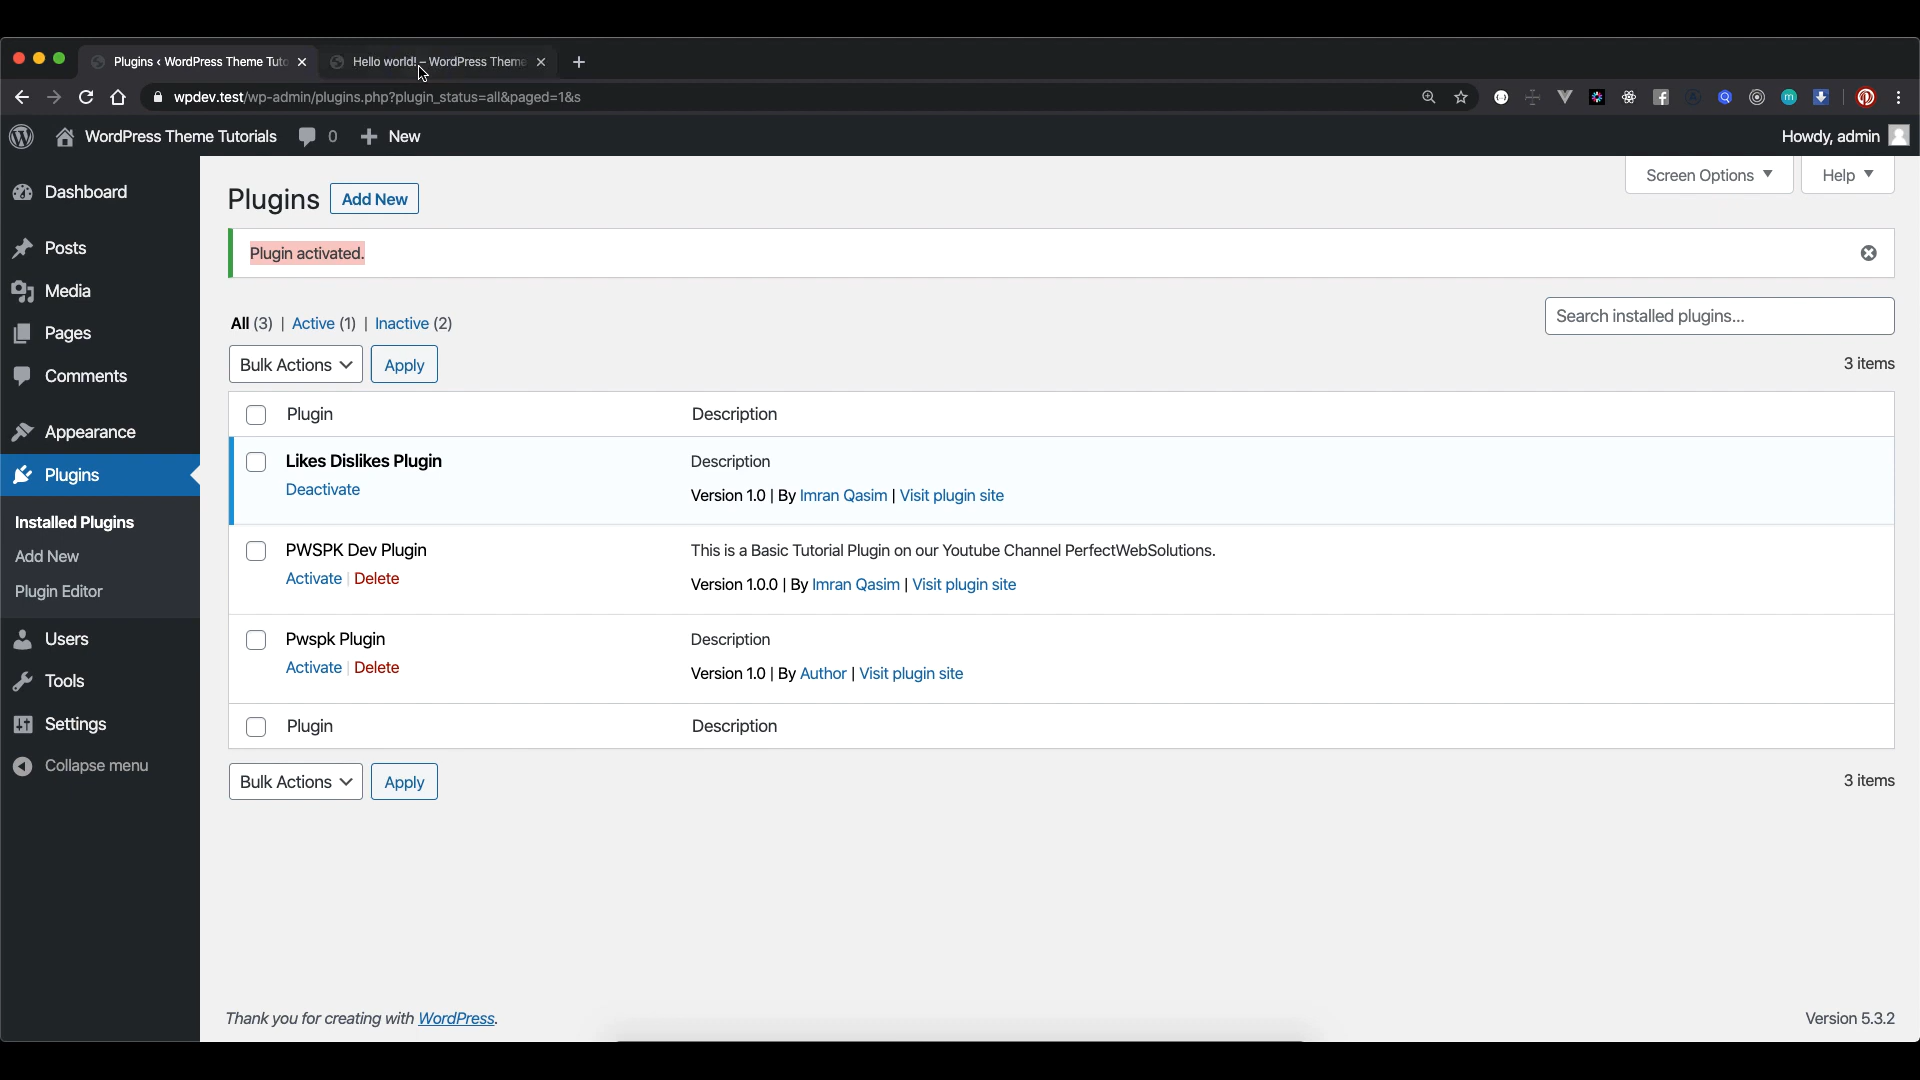 Plugins ‹ WordPress Theme Tuto
Hello world! – WordPress Theme
wpdev.test/wp-admin/plugins.php?plugin_status=all&paged=1&s
WordPress Theme Tutorials 0 New Howdy, admin
Dashboard
Posts
Media
Pages
Comments
Appearance
Plugins
Installed Plugins
Add New
Plugin Editor
Users
Tools
Settings
Collapse menu
Screen Options Help
Plugins Add New
Plugin activated.
All (3) | Active (1) | Inactive (2)
Search installed plugins...
Bulk Actions Apply
3 items
Plugin Description
Likes Dislikes Plugin
Deactivate
Description
Version 1.0 | By Imran Qasim | Visit plugin site
PWSPK Dev Plugin
Activate | Delete
This is a Basic Tutorial Plugin on our Youtube Channel PerfectWebSolutions.
Version 1.0.0 | By Imran Qasim | Visit plugin site
Pwspk Plugin
Activate | Delete
Description
Version 1.0 | By Author | Visit plugin site
Plugin Description
Bulk Actions Apply
3 items
Thank you for creating with WordPress.
Version 5.3.2